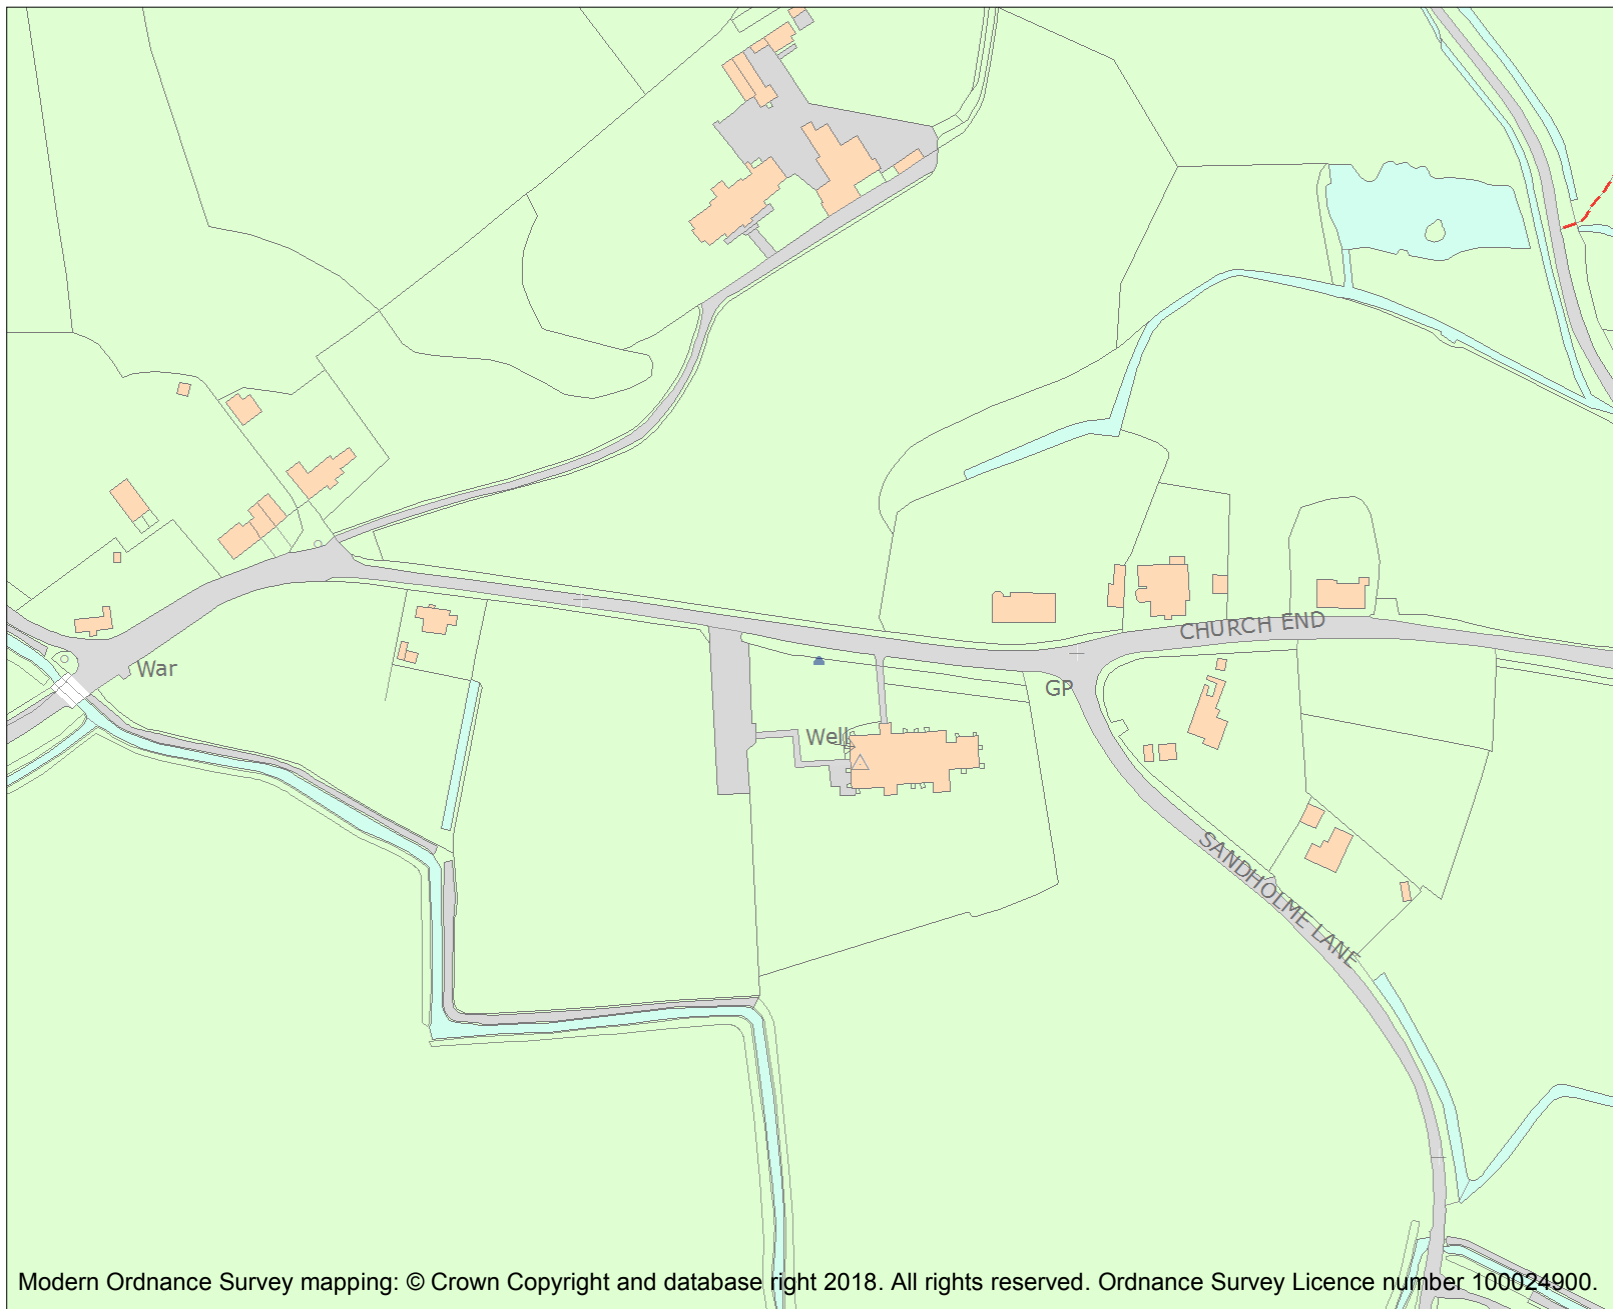 CHURCH END
War
GP
Well
SANDHOLME LANE
Modern Ordnance Survey mapping: © Crown Copyright and database right 2018. All rights reserved. Ordnance Survey Licence number 100024900.